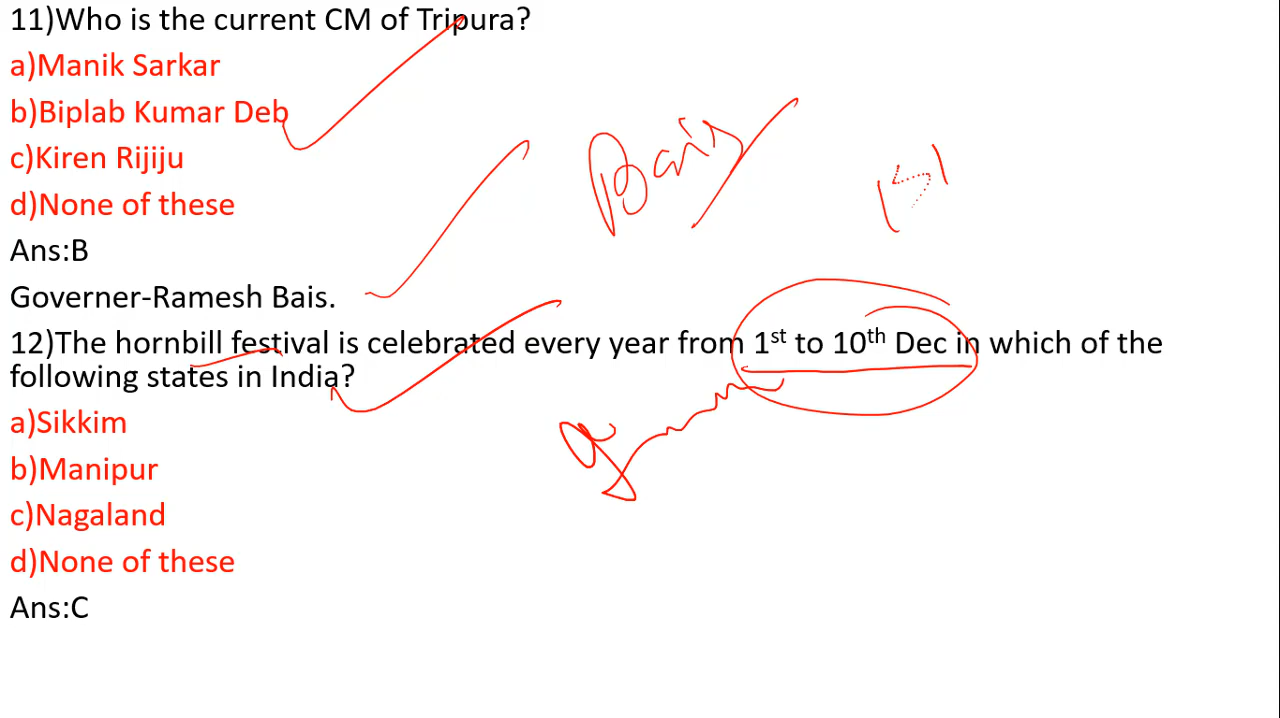 11)Who is the current CM of Tripura?
a)Manik Sarkar
b)Biplab Kumar Deb
c)Kiren Rijiju
d)None of these
Bais
Ans:B
Governer-Ramesh Bais.
12)The hornbill festival is celebrated every year from 1st to 10th Dec in which of the
following states in India?
a)Sikkim
b)Manipur
c)Nagaland
d)None of these
Ans:C